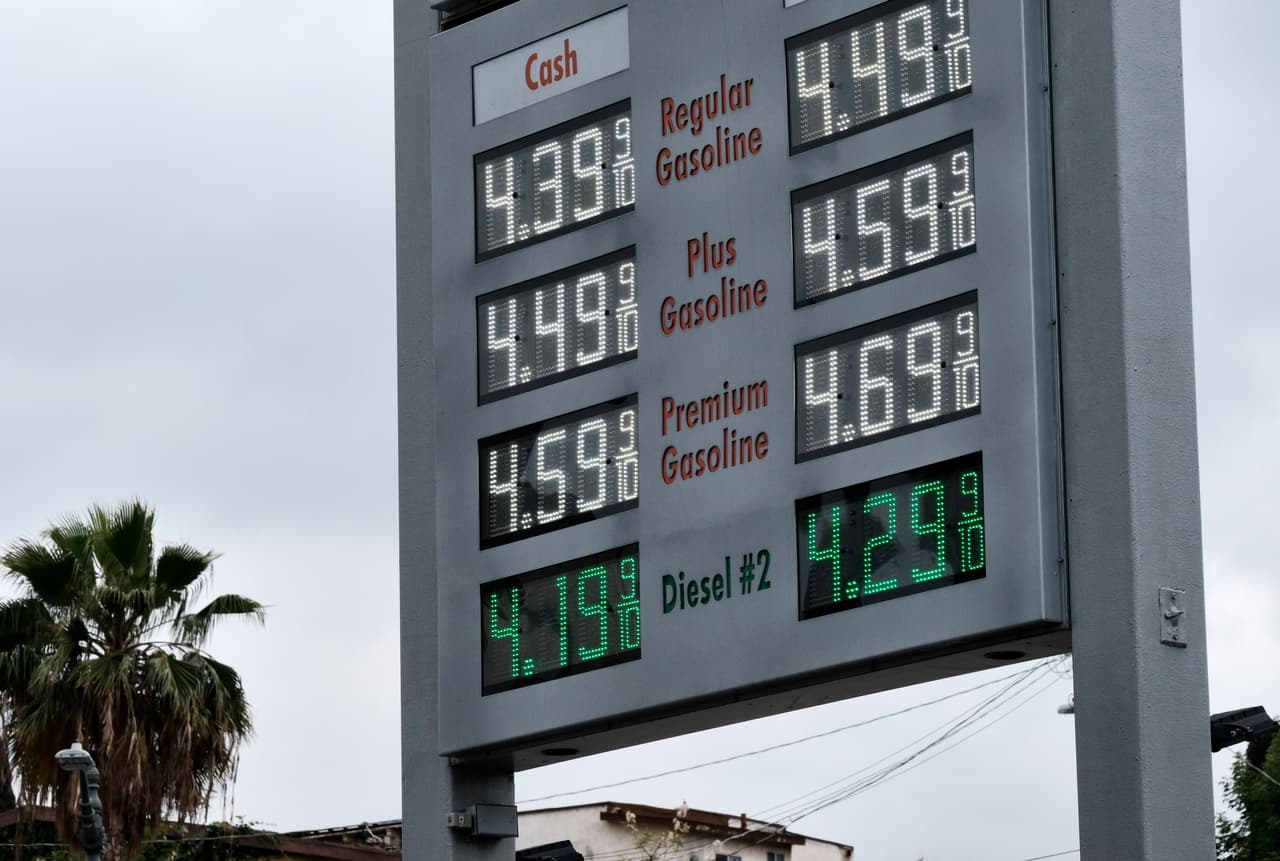 Cash
4.39 9/10
Regular
Gasoline
4.49 9/10
4.49 9/10
Plus
Gasoline
4.59 9/10
4.59 9/10
Premium
Gasoline
4.69 9/10
4.19 9/10
Diesel #2
4.29 9/10